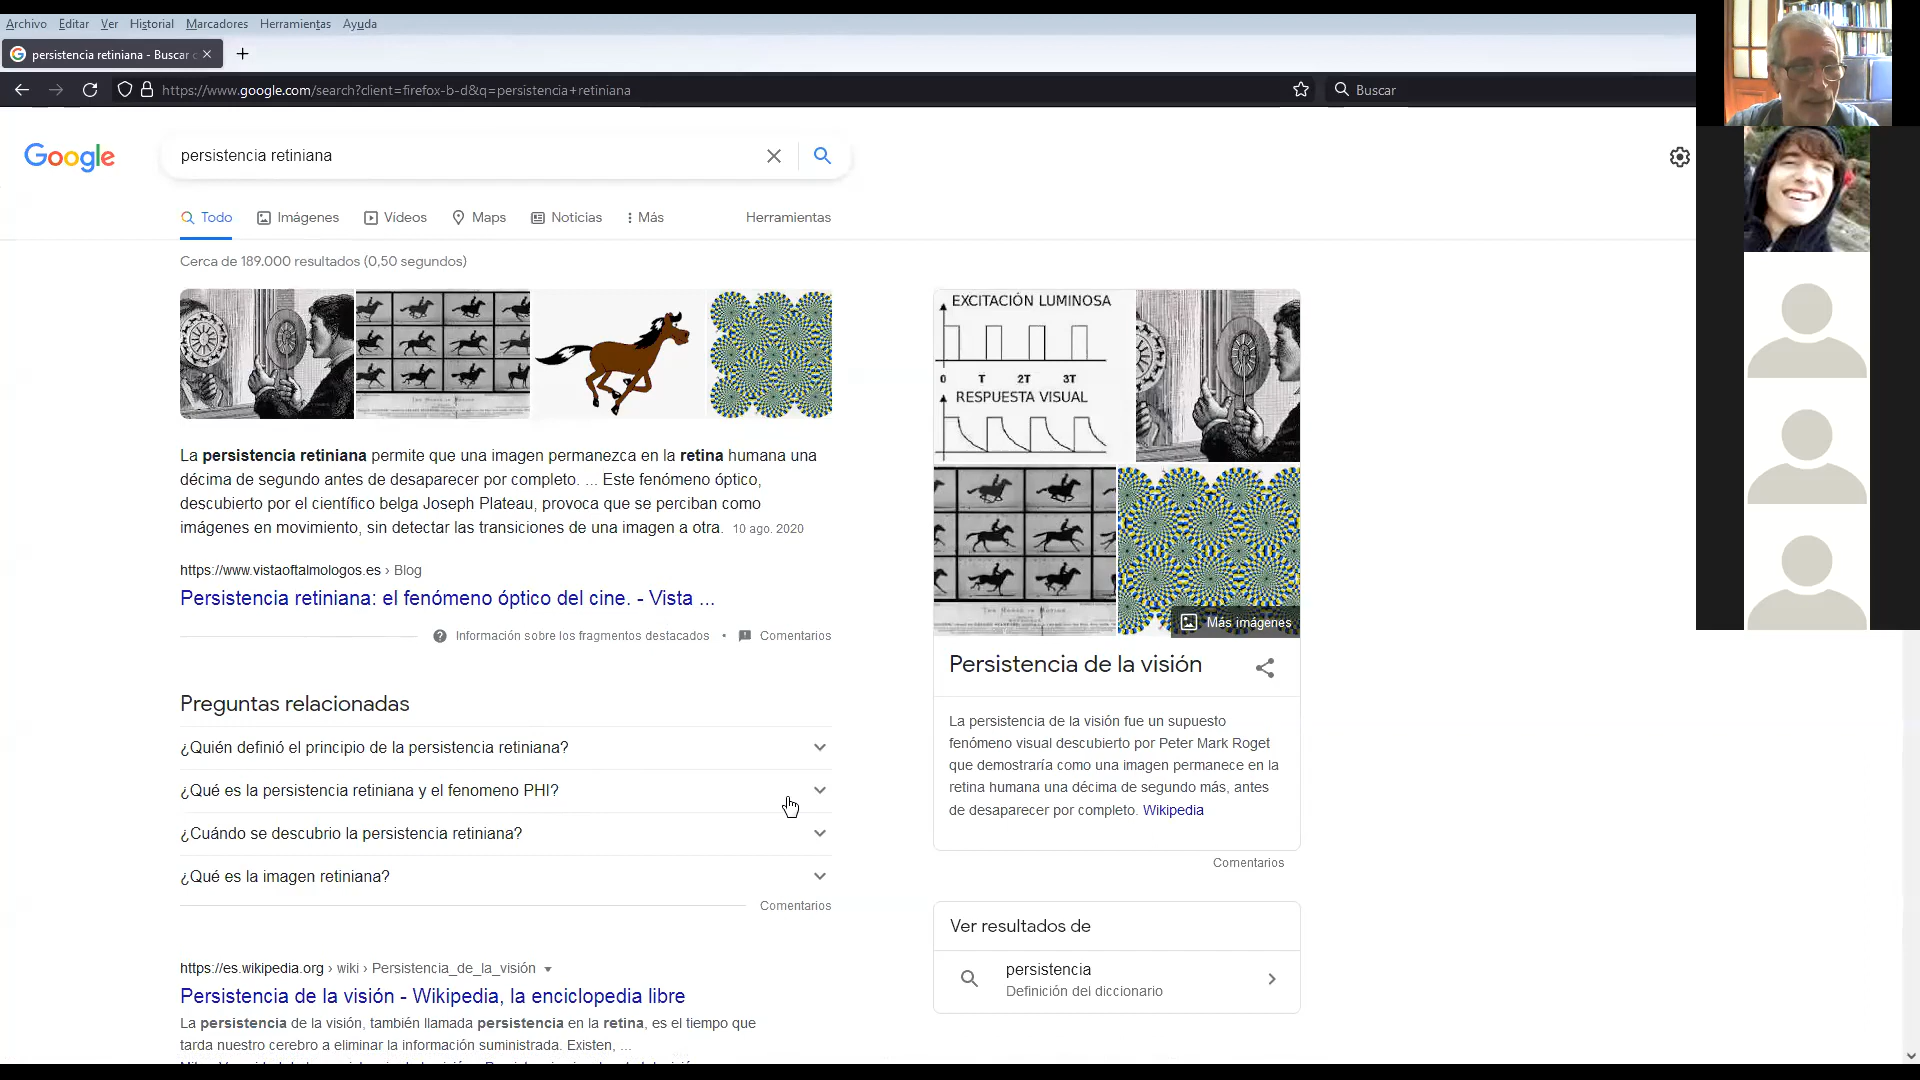 Archivo Editar Ver Historial Marcadores Herramientas Ayuda
persistencia retiniana - Buscar
https://www.google.com/search?client=firefox-b-d&q=persistencia+retiniana
Buscar
Google
persistencia retiniana
Todo Imágenes Vídeos Maps Noticias Más Herramientas
Cerca de 189.000 resultados (0,50 segundos)
La persistencia retiniana permite que una imagen permanezca en la retina humana una
décima de segundo antes de desaparecer por completo. ... Este fenómeno óptico,
descubierto por el científico belga Joseph Plateau, provoca que se perciban como
imágenes en movimiento, sin detectar las transiciones de una imagen a otra. 10 ago. 2020
https://www.vistaoftalmologos.es › Blog
Persistencia retiniana: el fenómeno óptico del cine. - Vista ...
Información sobre los fragmentos destacados • Comentarios
Preguntas relacionadas
¿Quién definió el principio de la persistencia retiniana?
¿Qué es la persistencia retiniana y el fenomeno PHI?
¿Cuándo se descubrio la persistencia retiniana?
¿Qué es la imagen retiniana?
Comentarios
https://es.wikipedia.org › wiki › Persistencia_de_la_visión
Persistencia de la visión - Wikipedia, la enciclopedia libre
La persistencia de la visión, también llamada persistencia en la retina, es el tiempo que
tarda nuestro cerebro a eliminar la información suministrada. Existen, ...
EXCITACIÓN LUMINOSA
0 T 2T 3T
RESPUESTA VISUAL
Más imágenes
Persistencia de la visión
La persistencia de la visión fue un supuesto
fenómeno visual descubierto por Peter Mark Roget
que demostraría como una imagen permanece en la
retina humana una décima de segundo más, antes
de desaparecer por completo. Wikipedia
Comentarios
Ver resultados de
persistencia
Definición del diccionario